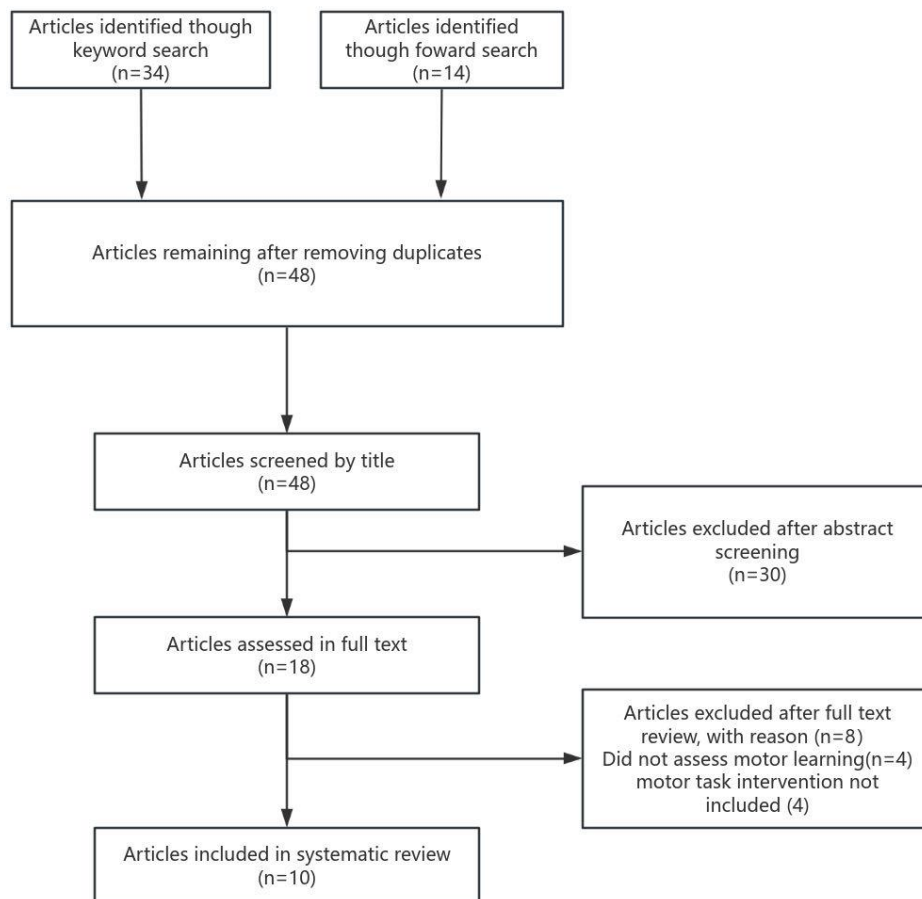 Articles identified though
keyword search
(n=34)
Articles identified
though foward search
(n=14)
Articles remaining after removing duplicates
(n=48)
Articles screened by title
(n=48)
Articles excluded after abstract
screening
(n=30)
Articles assessed in full text
(n=18)
Articles excluded after full text
review, with reason (n=8)
Did not assess motor learning(n=4)
motor task intervention not
included (4)
Articles included in systematic review
(n=10)